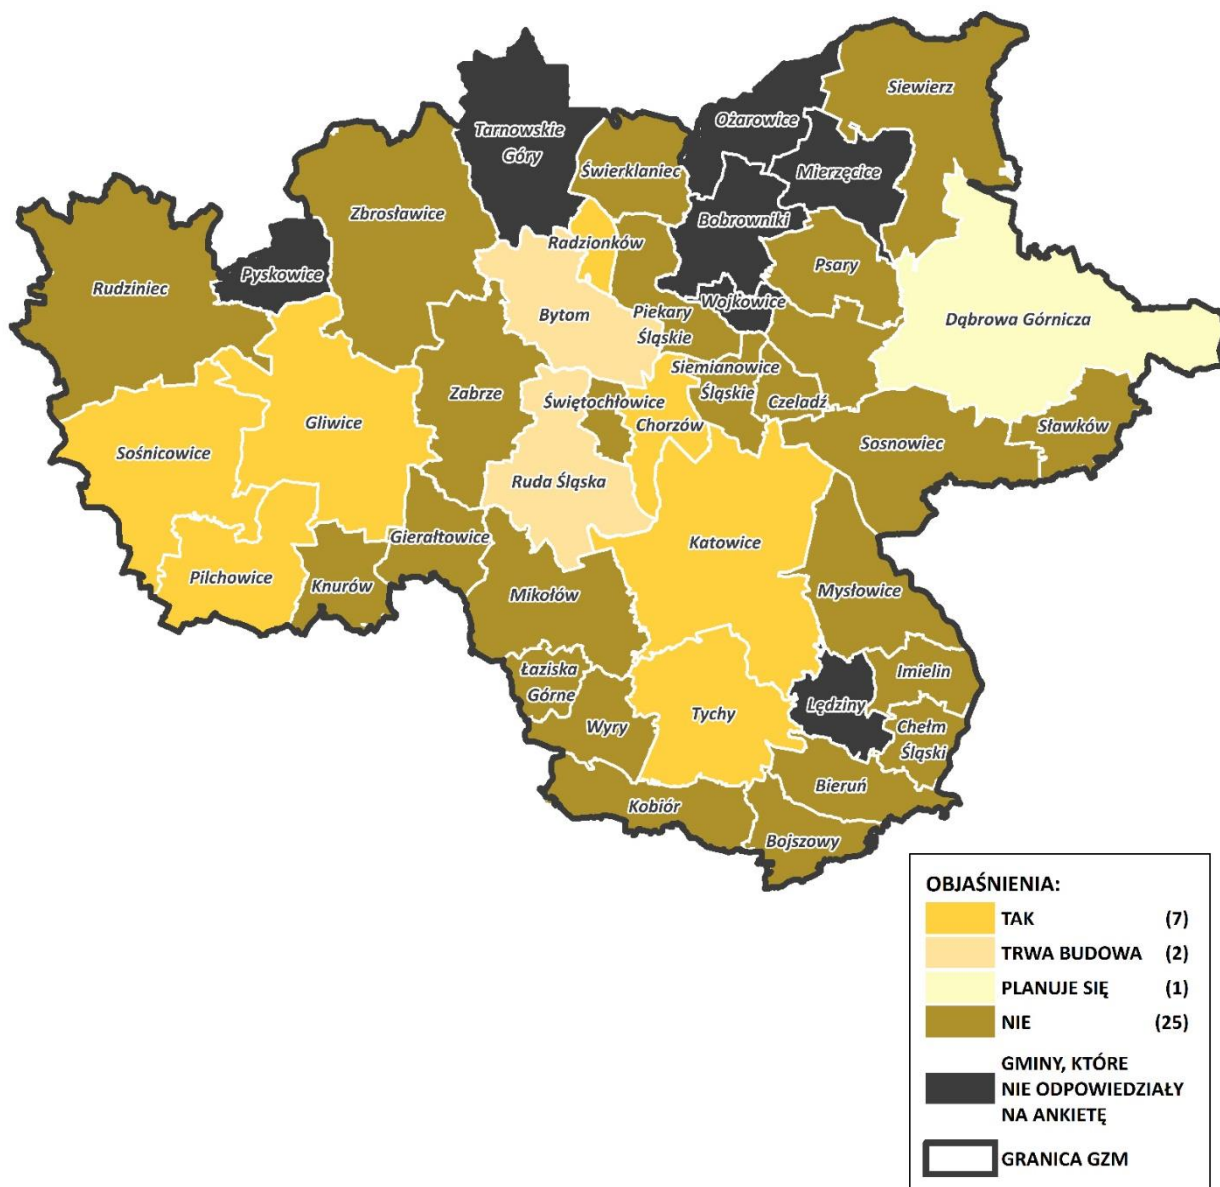 Siewierz
Ożarowice
Tarnowskie
Góry
Świerklaniec
Mierzęcice
Zbrosławice
Bobrowniki
Radzionków
Psary
Pyskowice
Rudziniec
Wojkowice
Bytom
Piekary
Śląskie
Dąbrowa Górnicza
Siemianowice
Śląskie
Zabrze
Świętochłowice
Czeladź
Gliwice
Chorzów
Sławków
Sosnowiec
Sośnicowice
Ruda Śląska
Gierałtowice
Katowice
Pilchowice
Knurów
Mikołów
Mysłowice
Łaziska
Górne
Imielin
Lędziny
Tychy
Wyry
Chełm
Śląski
Bieruń
Kobiór
Bojszowy
OBJAŚNIENIA:
TAK (7)
TRWA BUDOWA (2)
PLANUJE SIĘ (1)
NIE (25)
GMINY, KTÓRE
NIE ODPOWIEDZIAŁY
NA ANKIETĘ
GRANICA GZM